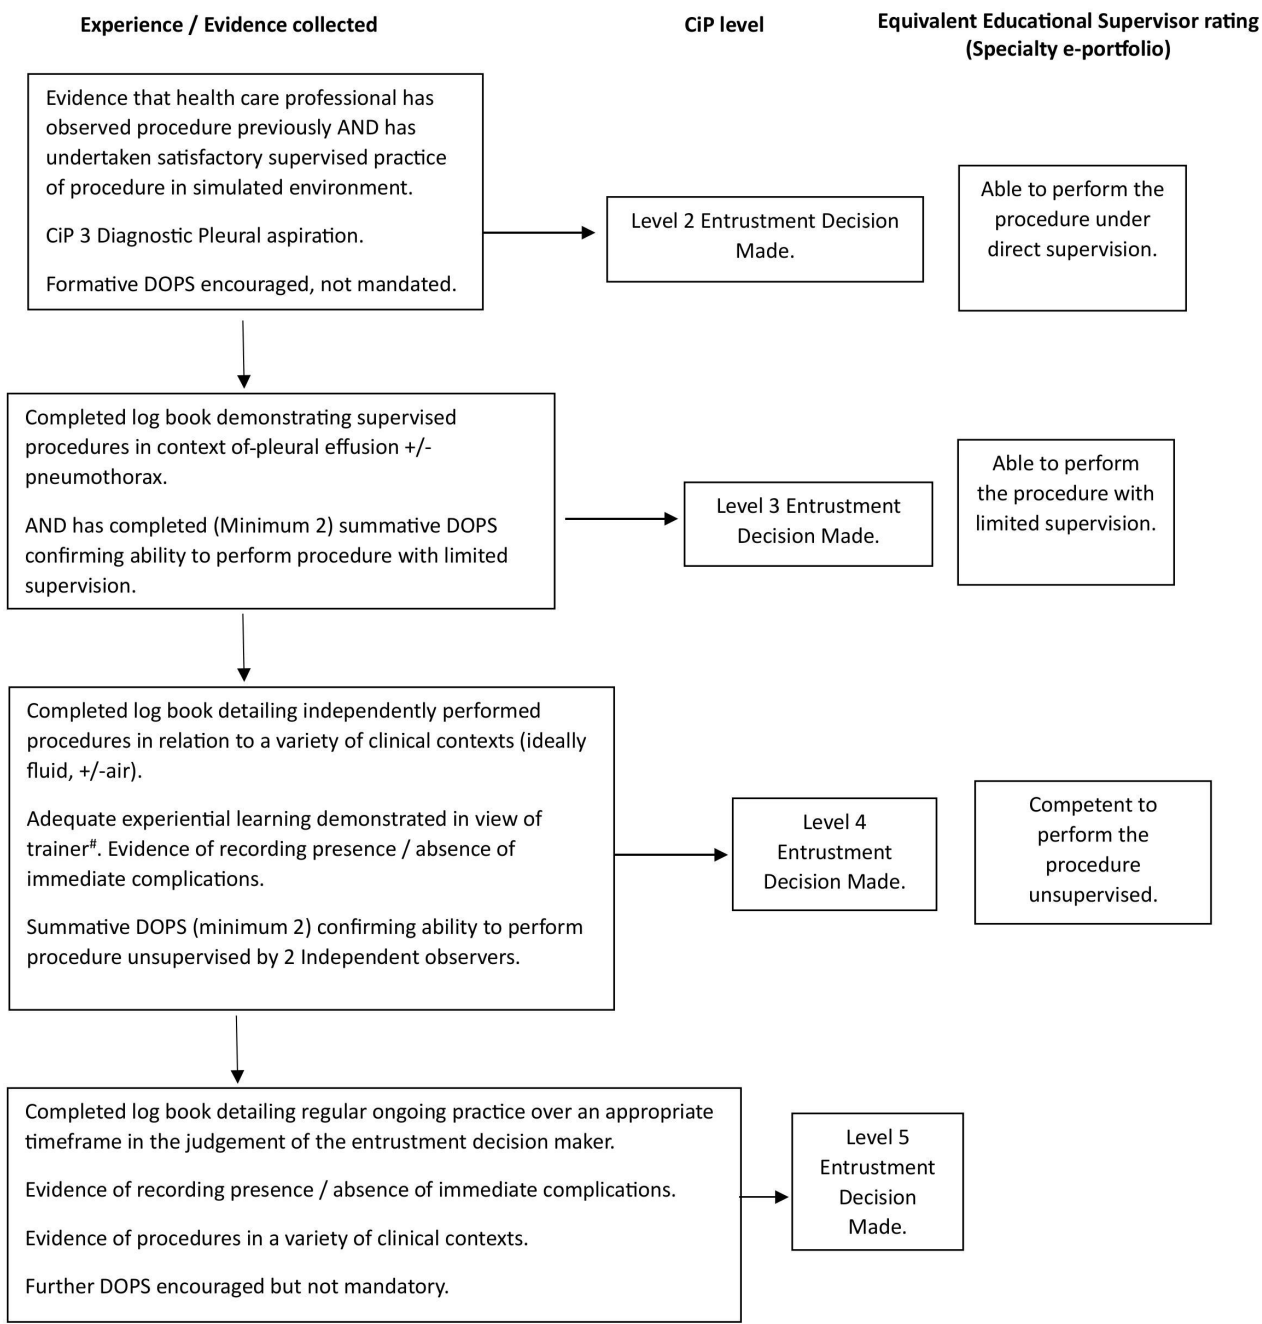 Experience / Evidence collected
CiP level
Equivalent Educational Supervisor rating
(Specialty e-portfolio)
Evidence that health care professional has
observed procedure previously AND has
undertaken satisfactory supervised practice
of procedure in simulated environment.
CiP 3 Diagnostic Pleural aspiration.
Formative DOPS encouraged, not mandated.
Level 2 Entrustment Decision
Made.
Able to perform the
procedure under
direct supervision.
Completed log book demonstrating supervised
procedures in context of-pleural effusion +/-
pneumothorax.
AND has completed (Minimum 2) summative DOPS
confirming ability to perform procedure with limited
supervision.
Level 3 Entrustment
Decision Made.
Able to perform
the procedure with
limited supervision.
Completed log book detailing independently performed
procedures in relation to a variety of clinical contexts (ideally
fluid, +/-air).
Adequate experiential learning demonstrated in view of
trainer#. Evidence of recording presence / absence of
immediate complications.
Summative DOPS (minimum 2) confirming ability to perform
procedure unsupervised by 2 Independent observers.
Level 4
Entrustment
Decision Made.
Competent to
perform the
procedure
unsupervised.
Completed log book detailing regular ongoing practice over an appropriate
timeframe in the judgement of the entrustment decision maker.
Evidence of recording presence / absence of immediate complications.
Evidence of procedures in a variety of clinical contexts.
Further DOPS encouraged but not mandatory.
Level 5
Entrustment
Decision
Made.